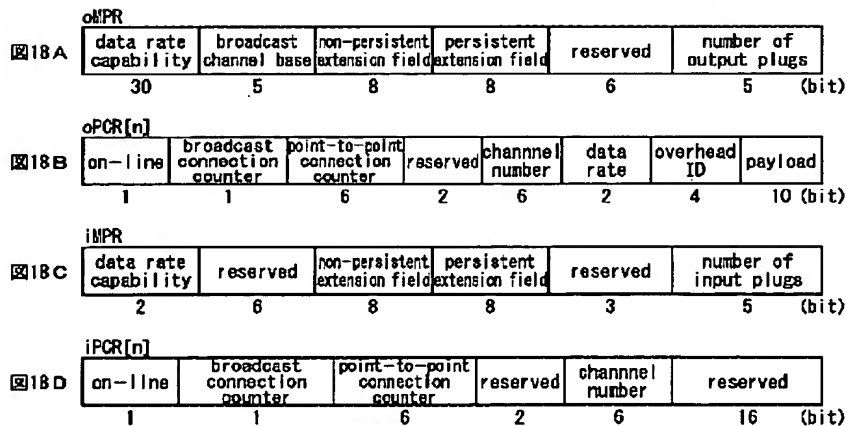 oMPR
図18A
data rate capability
broadcast channel base
non-persistent extension field
persistent extension field
reserved
number of output plugs
30 5 8 8 6 5 (bit)
oPCR[n]
図18B
on-line
broadcast connection counter
point-to-point connection counter
reserved
channnel number
data rate
overhead ID
payload
1 1 6 2 6 2 4 10 (bit)
iMPR
図18C
data rate capability
reserved
non-persistent extension field
persistent extension field
reserved
number of input plugs
2 6 8 8 3 5 (bit)
iPCR[n]
図18D
on-line
broadcast connection counter
point-to-point connection counter
reserved
channnel number
reserved
1 1 6 2 6 16 (bit)